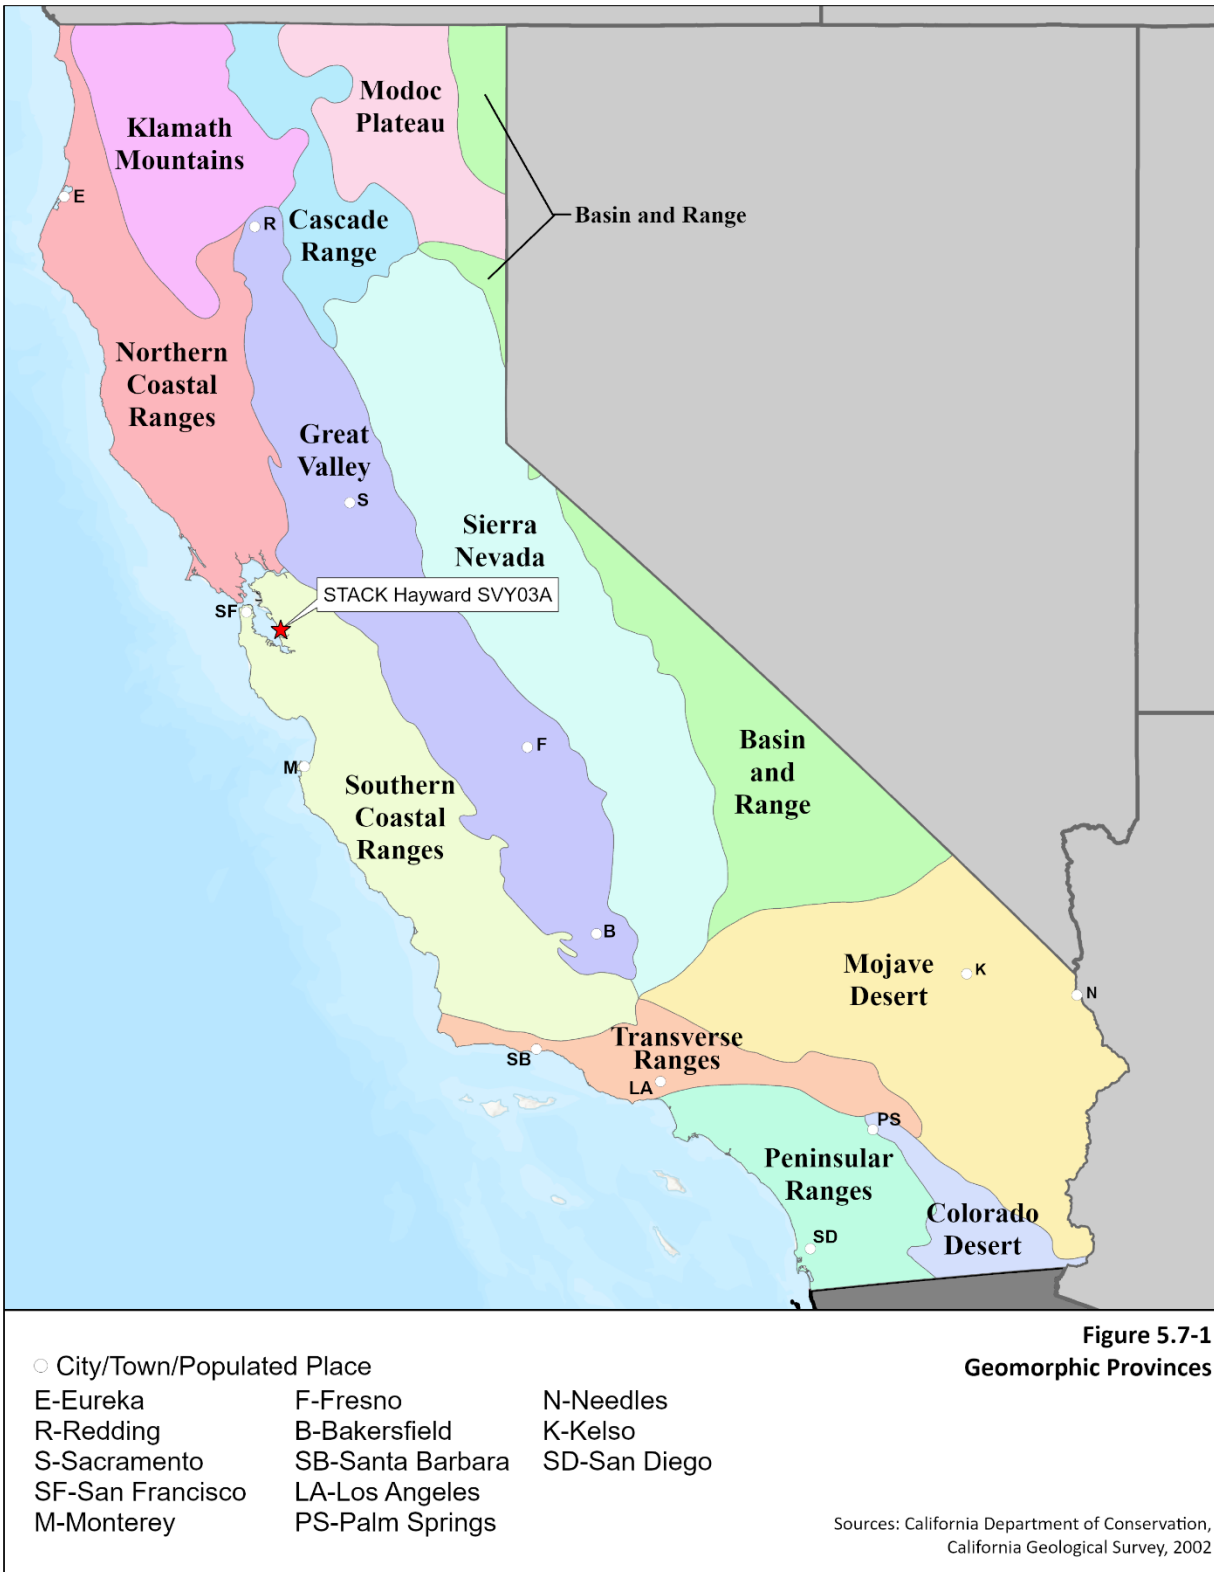 Klamath
Mountains
Modoc
Plateau
E
R
Cascade
Range
Basin and Range
Northern
Coastal
Ranges
Great
Valley
S
Sierra
Nevada
STACK Hayward SVY03A
SF
F
Basin
and
Range
M
Southern
Coastal
Ranges
B
Mojave
Desert
K
N
Transverse
Ranges
SB
LA
PS
Peninsular
Ranges
Colorado
Desert
SD
Figure 5.7-1
Geomorphic Provinces
City/Town/Populated Place
E-Eureka
R-Redding
S-Sacramento
SF-San Francisco
M-Monterey
F-Fresno
B-Bakersfield
SB-Santa Barbara
LA-Los Angeles
PS-Palm Springs
N-Needles
K-Kelso
SD-San Diego
Sources: California Department of Conservation,
California Geological Survey, 2002